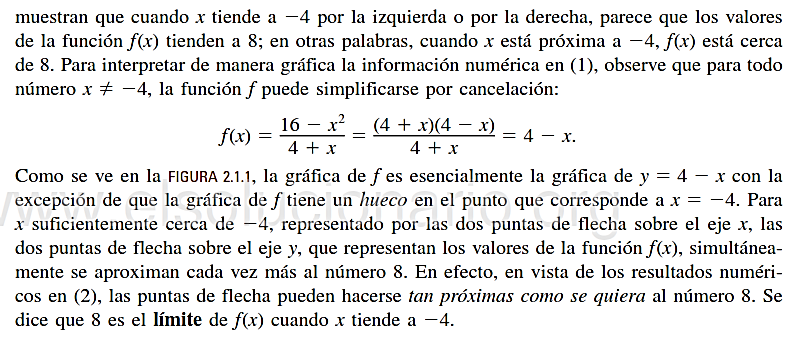 muestran que cuando x tiende a −4 por la izquierda o por la derecha, parece que los valores
de la función f(x) tienden a 8; en otras palabras, cuando x está próxima a −4, f(x) está cerca
de 8. Para interpretar de manera gráfica la información numérica en (1), observe que para todo
número x ≠ −4, la función f puede simplificarse por cancelación:
f(x) = (16 − x²)/(4 + x) = ((4 + x)(4 − x))/(4 + x) = 4 − x.
Como se ve en la FIGURA 2.1.1, la gráfica de f es esencialmente la gráfica de y = 4 − x con la
excepción de que la gráfica de f tiene un hueco en el punto que corresponde a x = −4. Para
x suficientemente cerca de −4, representado por las dos puntas de flecha sobre el eje x, las
dos puntas de flecha sobre el eje y, que representan los valores de la función f(x), simultánea-
mente se aproximan cada vez más al número 8. En efecto, en vista de los resultados numéri-
cos en (2), las puntas de flecha pueden hacerse tan próximas como se quiera al número 8. Se
dice que 8 es el límite de f(x) cuando x tiende a −4.
www.elsolucionario.org